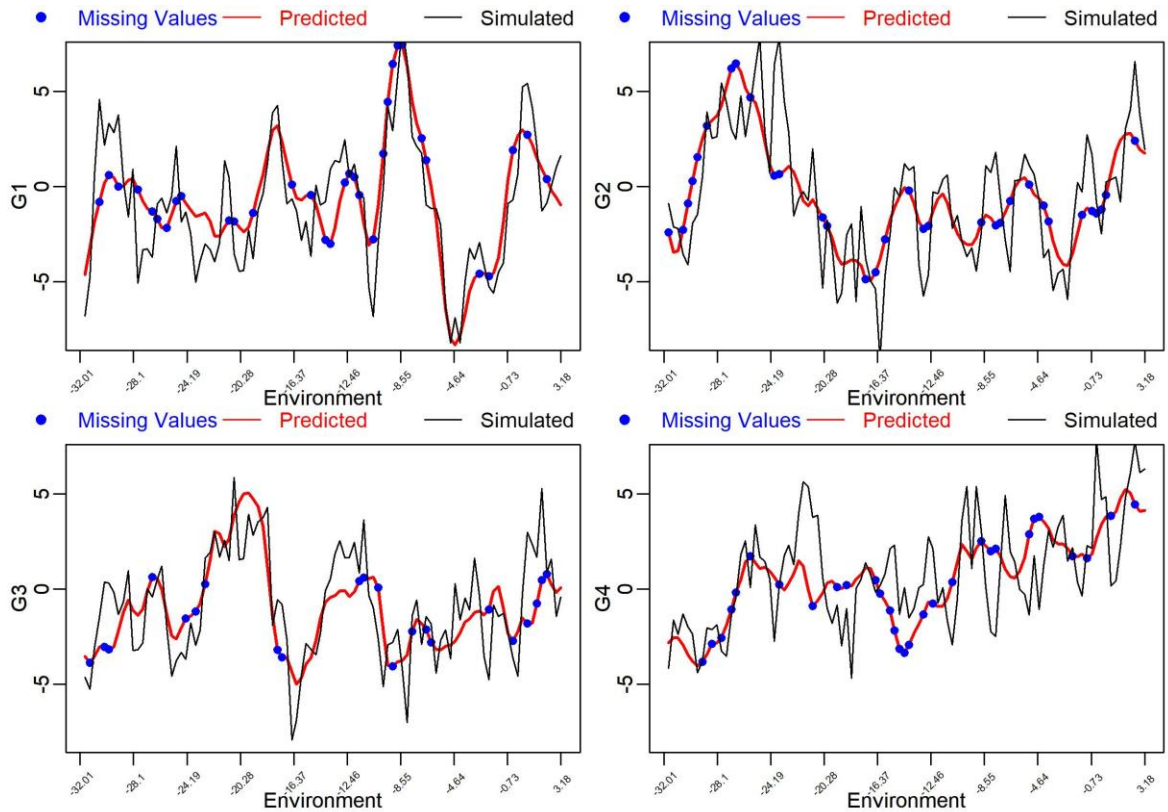 Missing Values Predicted Simulated
5
0
-5
G1
-32.01 -28.1 -24.19 -20.28 -16.37 -12.46 -8.55 -4.64 -0.73 3.18
Environment
Missing Values Predicted Simulated
5
0
-5
G2
-32.01 -28.1 -24.19 -20.28 -16.37 -12.46 -8.55 -4.64 -0.73 3.18
Environment
Missing Values Predicted Simulated
5
0
-5
G3
-32.01 -28.1 -24.19 -20.28 -16.37 -12.46 -8.55 -4.64 -0.73 3.18
Environment
Missing Values Predicted Simulated
5
0
-5
G4
-32.01 -28.1 -24.19 -20.28 -16.37 -12.46 -8.55 -4.64 -0.73 3.18
Environment